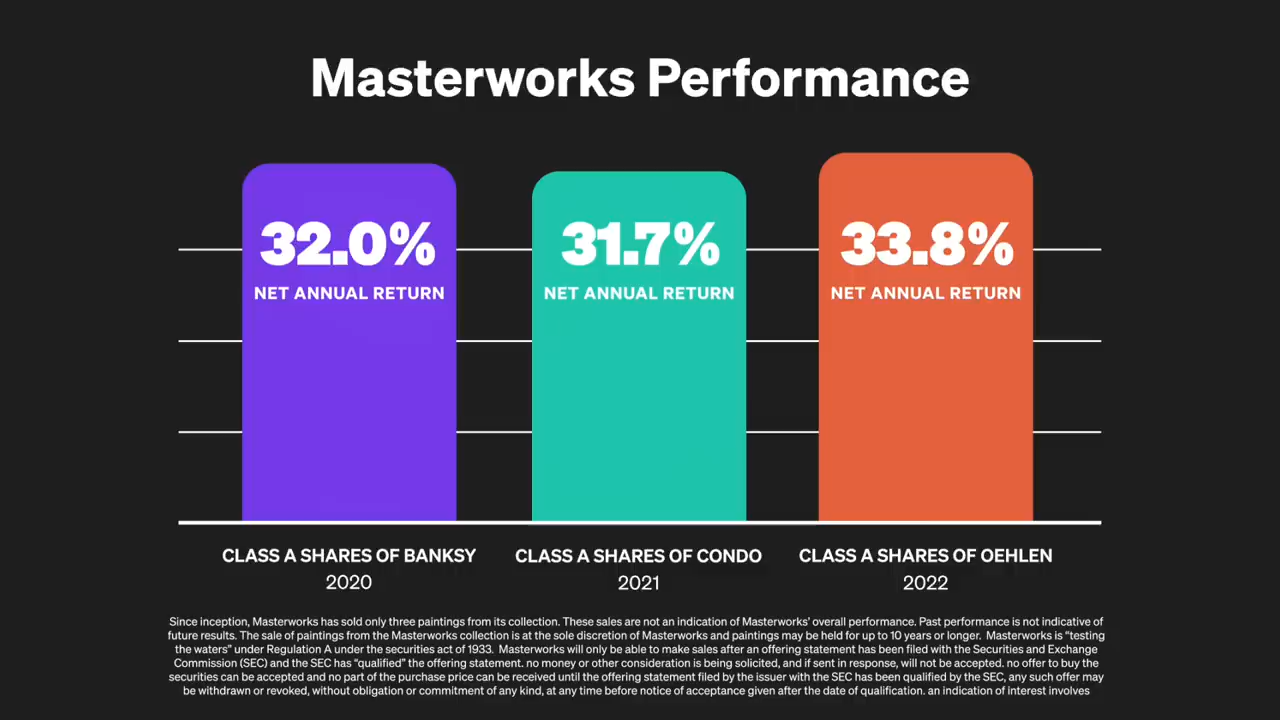 Masterworks Performance
32.0%
NET ANNUAL RETURN
31.7%
NET ANNUAL RETURN
33.8%
NET ANNUAL RETURN
CLASS A SHARES OF BANKSY
2020
CLASS A SHARES OF CONDO
2021
CLASS A SHARES OF OEHLEN
2022
Since inception, Masterworks has sold only three paintings from its collection. These sales are not an indication of Masterworks' overall performance. Past performance is not indicative of
future results. The sale of paintings from the Masterworks collection is at the sole discretion of Masterworks and paintings may be held for up to 10 years or longer. Masterworks is "testing
the waters" under Regulation A under the securities act of 1933. Masterworks will only be able to make sales after an offering statement has been filed with the Securities and Exchange
Commission (SEC) and the SEC has "qualified" the offering statement. no money or other consideration is being solicited, and if sent in response, will not be accepted. no offer to buy the
securities can be accepted and no part of the purchase price can be received until the offering statement filed by the issuer with the SEC has been qualified by the SEC, any such offer may
be withdrawn or revoked, without obligation or commitment of any kind, at any time before notice of acceptance given after the date of qualification. an indication of interest involves